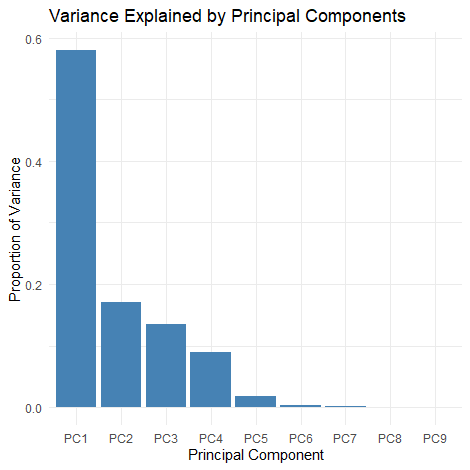 Variance Explained by Principal Components
Proportion of Variance
0.6
0.4
0.2
0.0
PC1 PC2 PC3 PC4 PC5 PC6 PC7 PC8 PC9
Principal Component